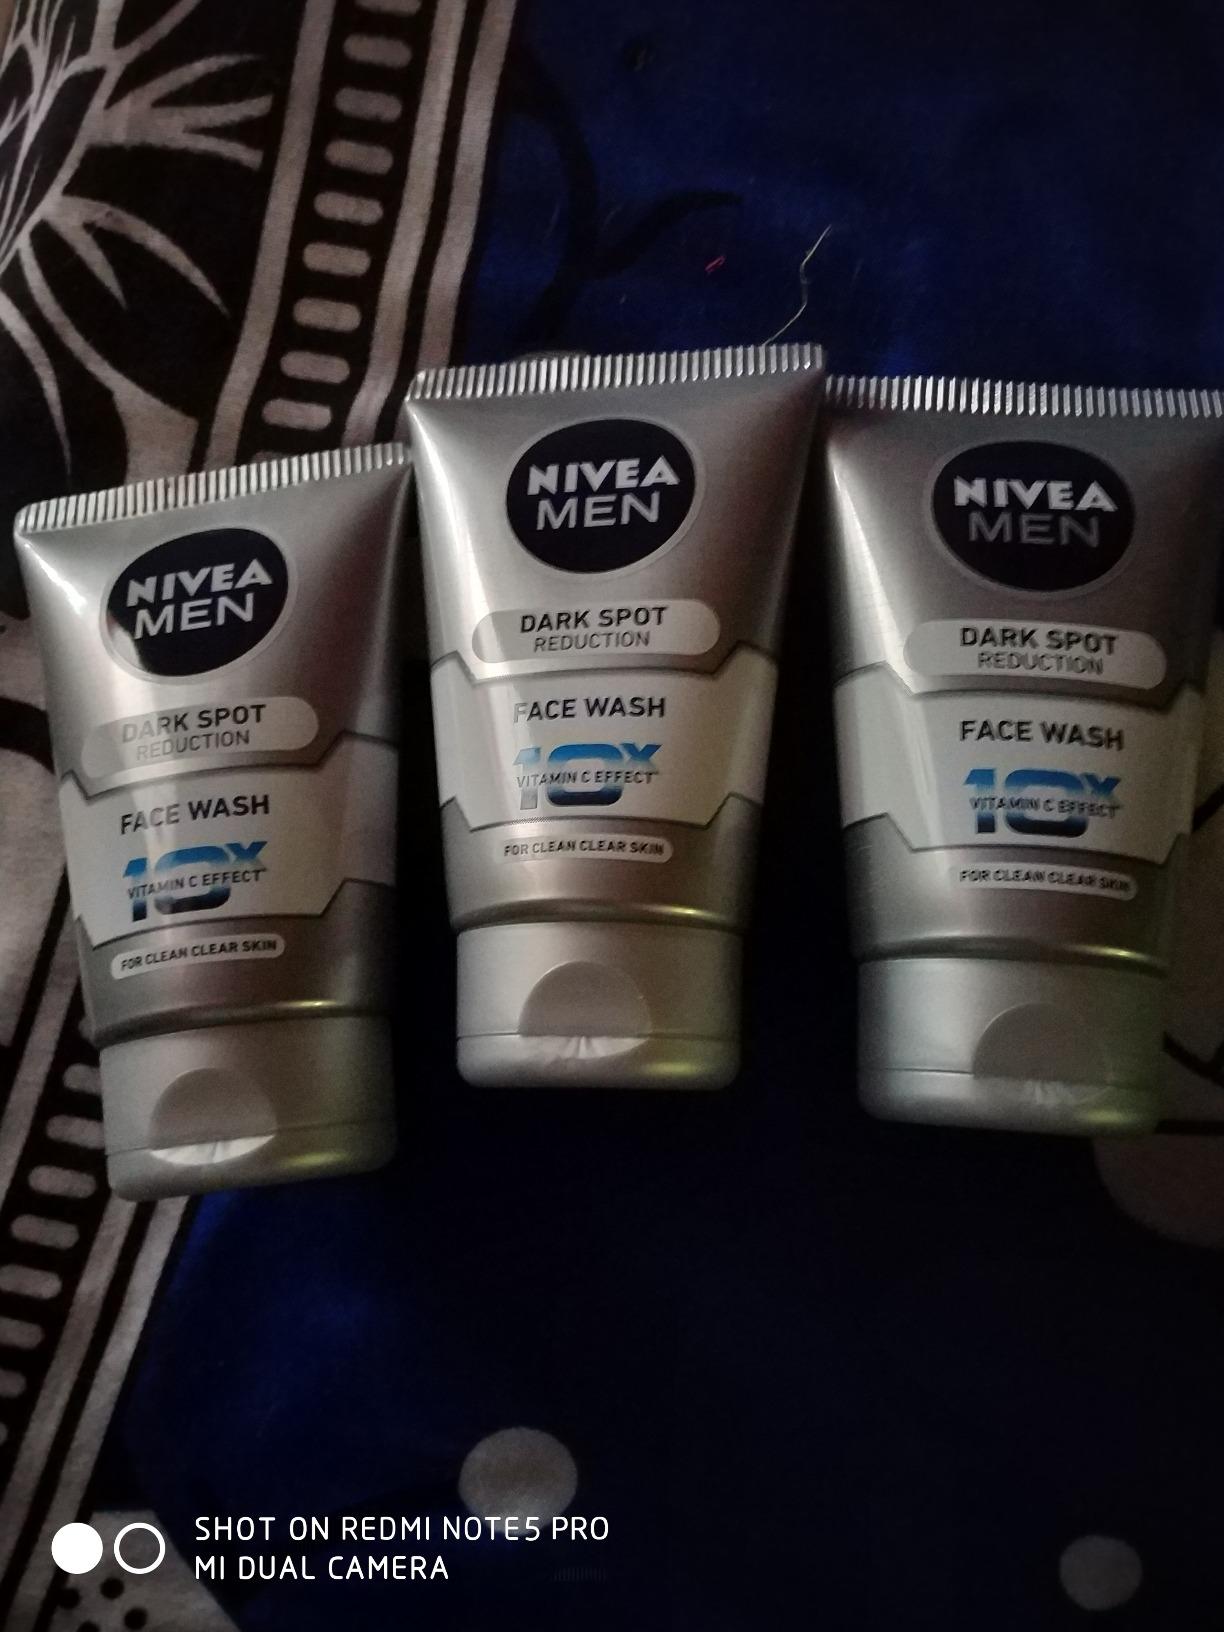 NIVEA
MEN
DARK SPOT
REDUCTION
FACE WASH
10X
VITAMIN C EFFECT*
FOR CLEAN CLEAR SKIN
NIVEA
MEN
DARK SPOT
REDUCTION
FACE WASH
10X
VITAMIN C EFFECT*
FOR CLEAN CLEAR SKIN
NIVEA
MEN
DARK SPOT
REDUCTION
FACE WASH
10X
VITAMIN C EFFECT*
FOR CLEAN CLEAR SKIN
SHOT ON REDMI NOTE5 PRO
MI DUAL CAMERA